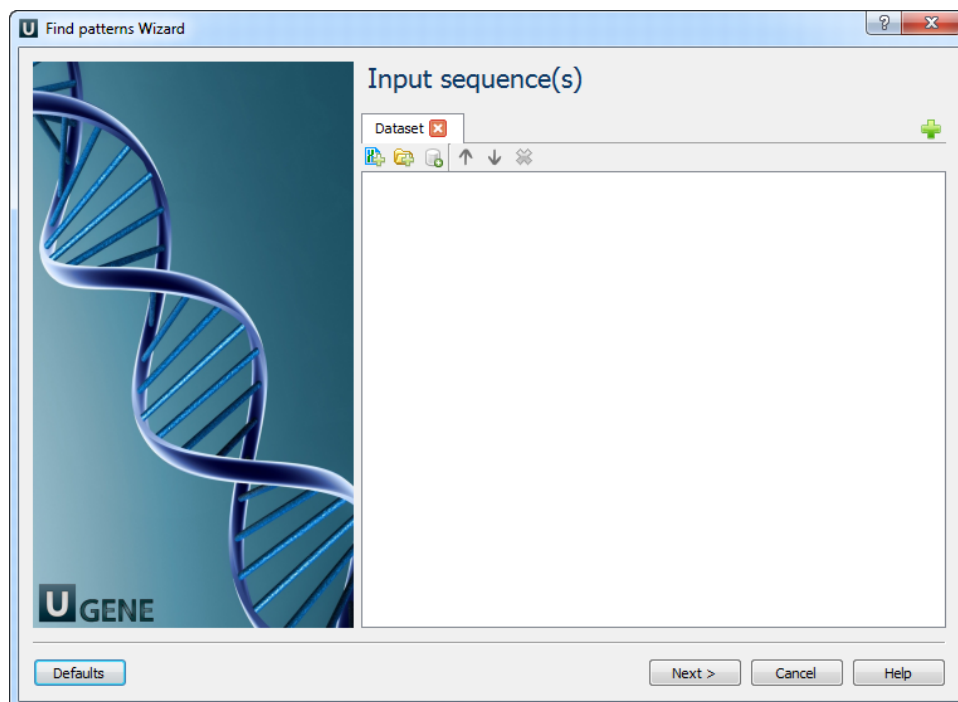 U Find patterns Wizard
?
Input sequence(s)
Dataset
U GENE
Defaults
Next >
Cancel
Help